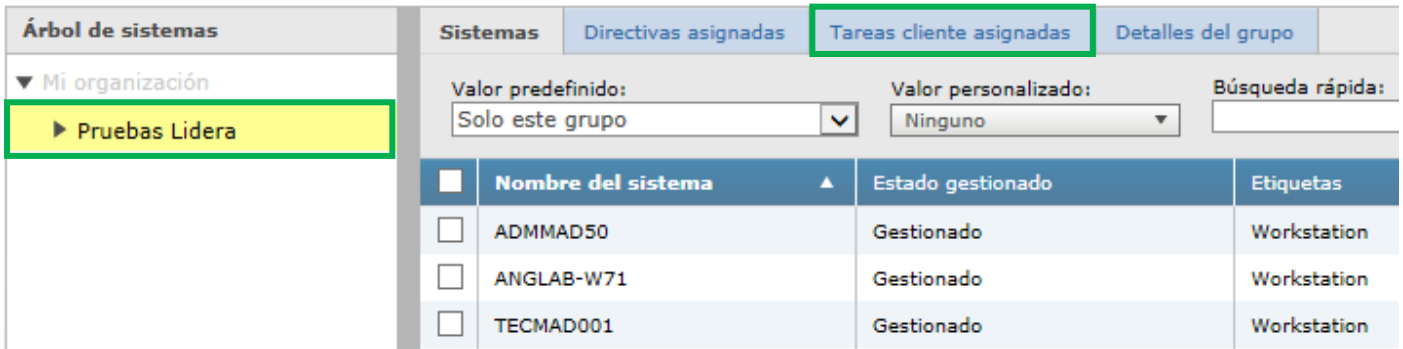 Árbol de sistemas
Mi organización
Pruebas Lidera
Sistemas Directivas asignadas Tareas cliente asignadas Detalles del grupo
Valor predefinido: Valor personalizado: Búsqueda rápida:
Solo este grupo Ninguno
Nombre del sistema Estado gestionado Etiquetas
ADMMAD50 Gestionado Workstation
ANGLAB-W71 Gestionado Workstation
TECMAD001 Gestionado Workstation